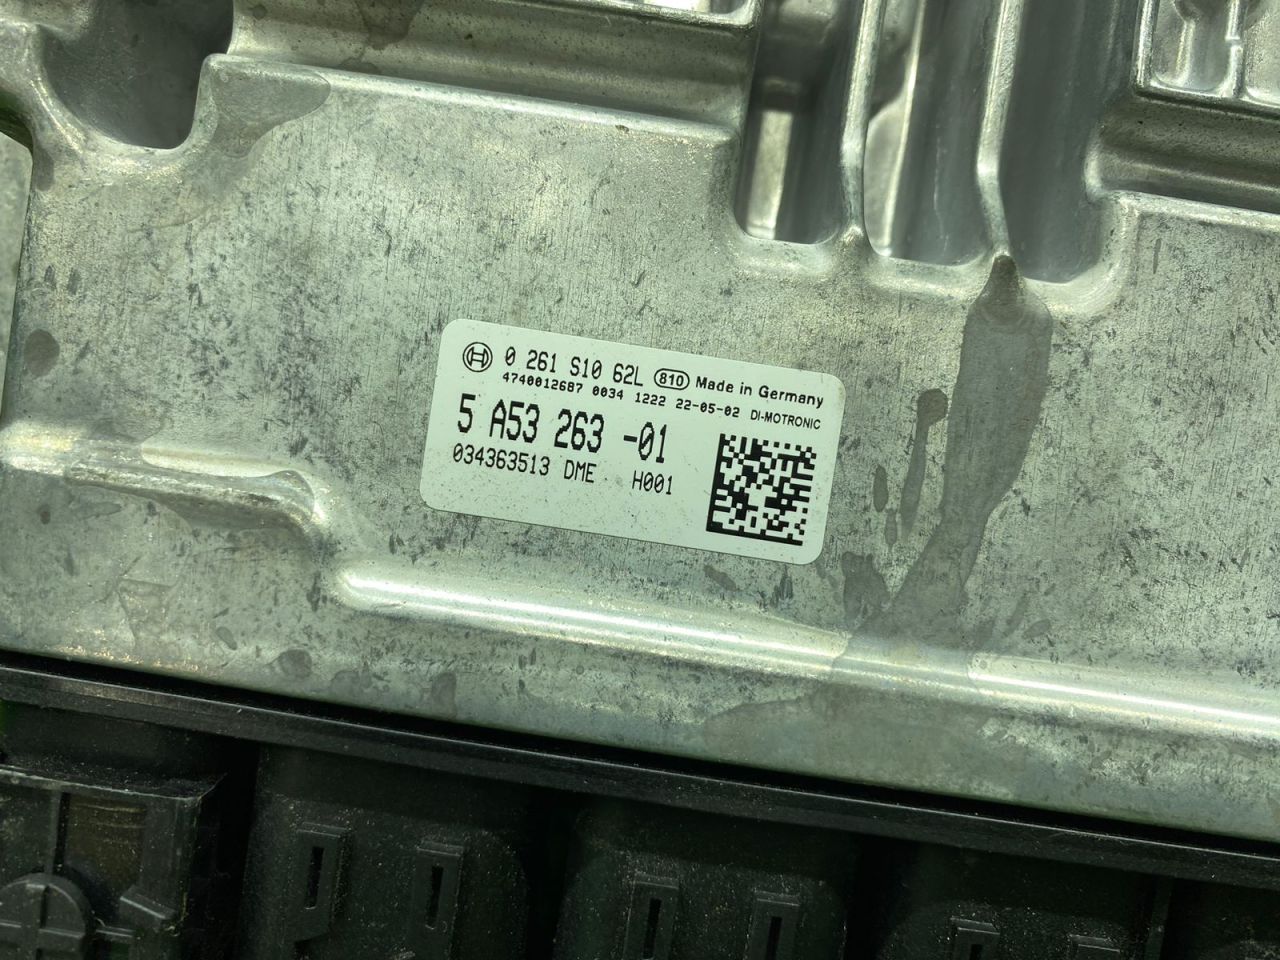 0 261 S10 62L 810 Made in Germany
4740012687 0034 1222 22-05-02 DI-MOTRONIC
5 A53 263 -01
034363513 DME H001